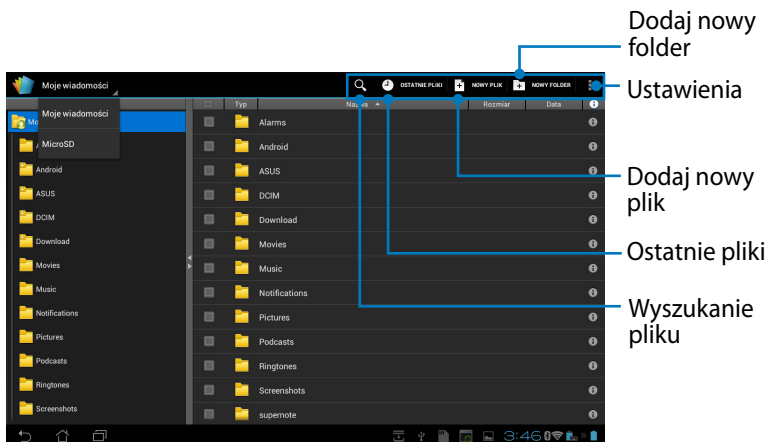 Dodaj nowy
folder
Moje wiadomości
OSTATNIE PLIKI
NOWY PLIK
NOWY FOLDER
Ustawienia
Typ
Nazwa
Rozmiar
Data
Moje wiadomości
MicroSD
Android
ASUS
DCIM
Download
Movies
Music
Notifications
Pictures
Podcasts
Ringtones
Screenshots
Alarms
Android
ASUS
DCIM
Download
Movies
Music
Notifications
Pictures
Podcasts
Ringtones
Screenshots
supernote
Dodaj nowy
plik
Ostatnie pliki
Wyszukanie
pliku
3:46